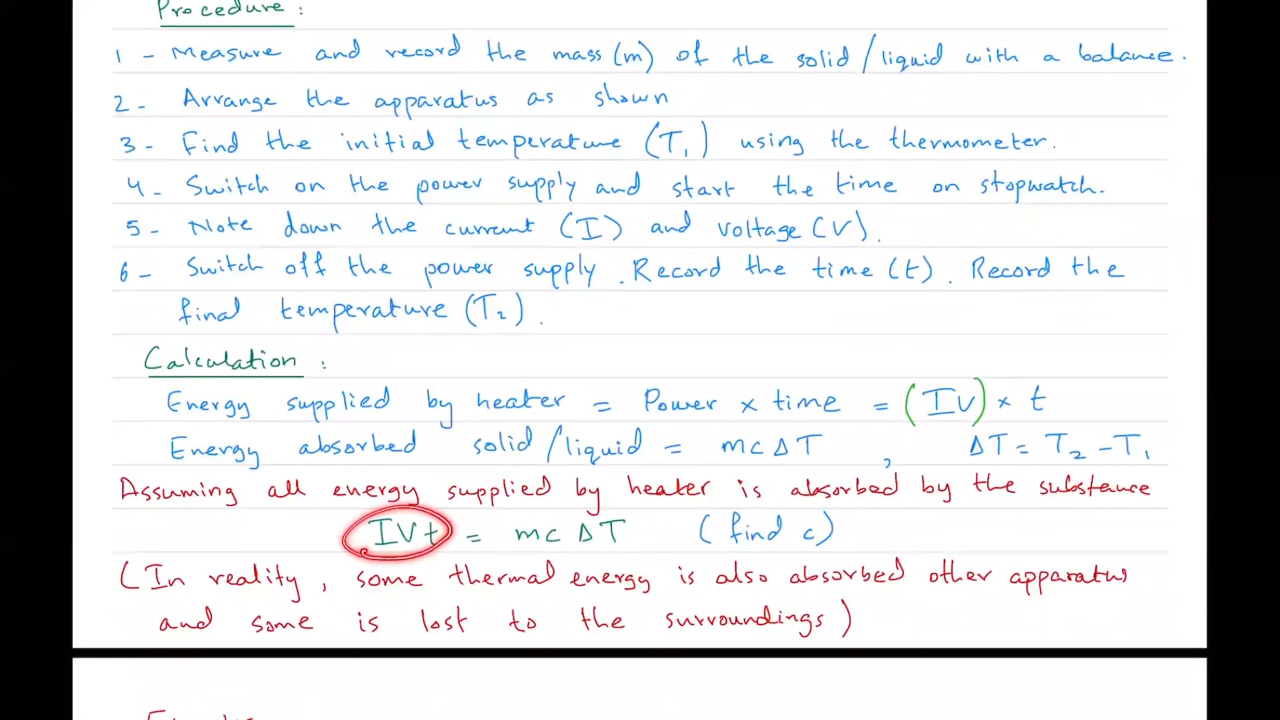 Procedure :
1 - Measure and record the mass (m) of the solid / liquid with a balance.
2 - Arrange the apparatus as shown
3 - Find the initial temperature (T₁) using the thermometer.
4 - Switch on the power supply and start the time on stopwatch.
5 - Note down the current (I) and voltage (V).
6 - Switch off the power supply. Record the time (t). Record the
final temperature (T₂).
Calculation :
Energy supplied by heater = Power × time = (IV) × t
Energy absorbed solid / liquid = mcΔT , ΔT = T₂ - T₁
Assuming all energy supplied by heater is absorbed by the substance
IVt = mcΔT (find c)
(In reality, some thermal energy is also absorbed other apparatus
and some is lost to the surroundings)